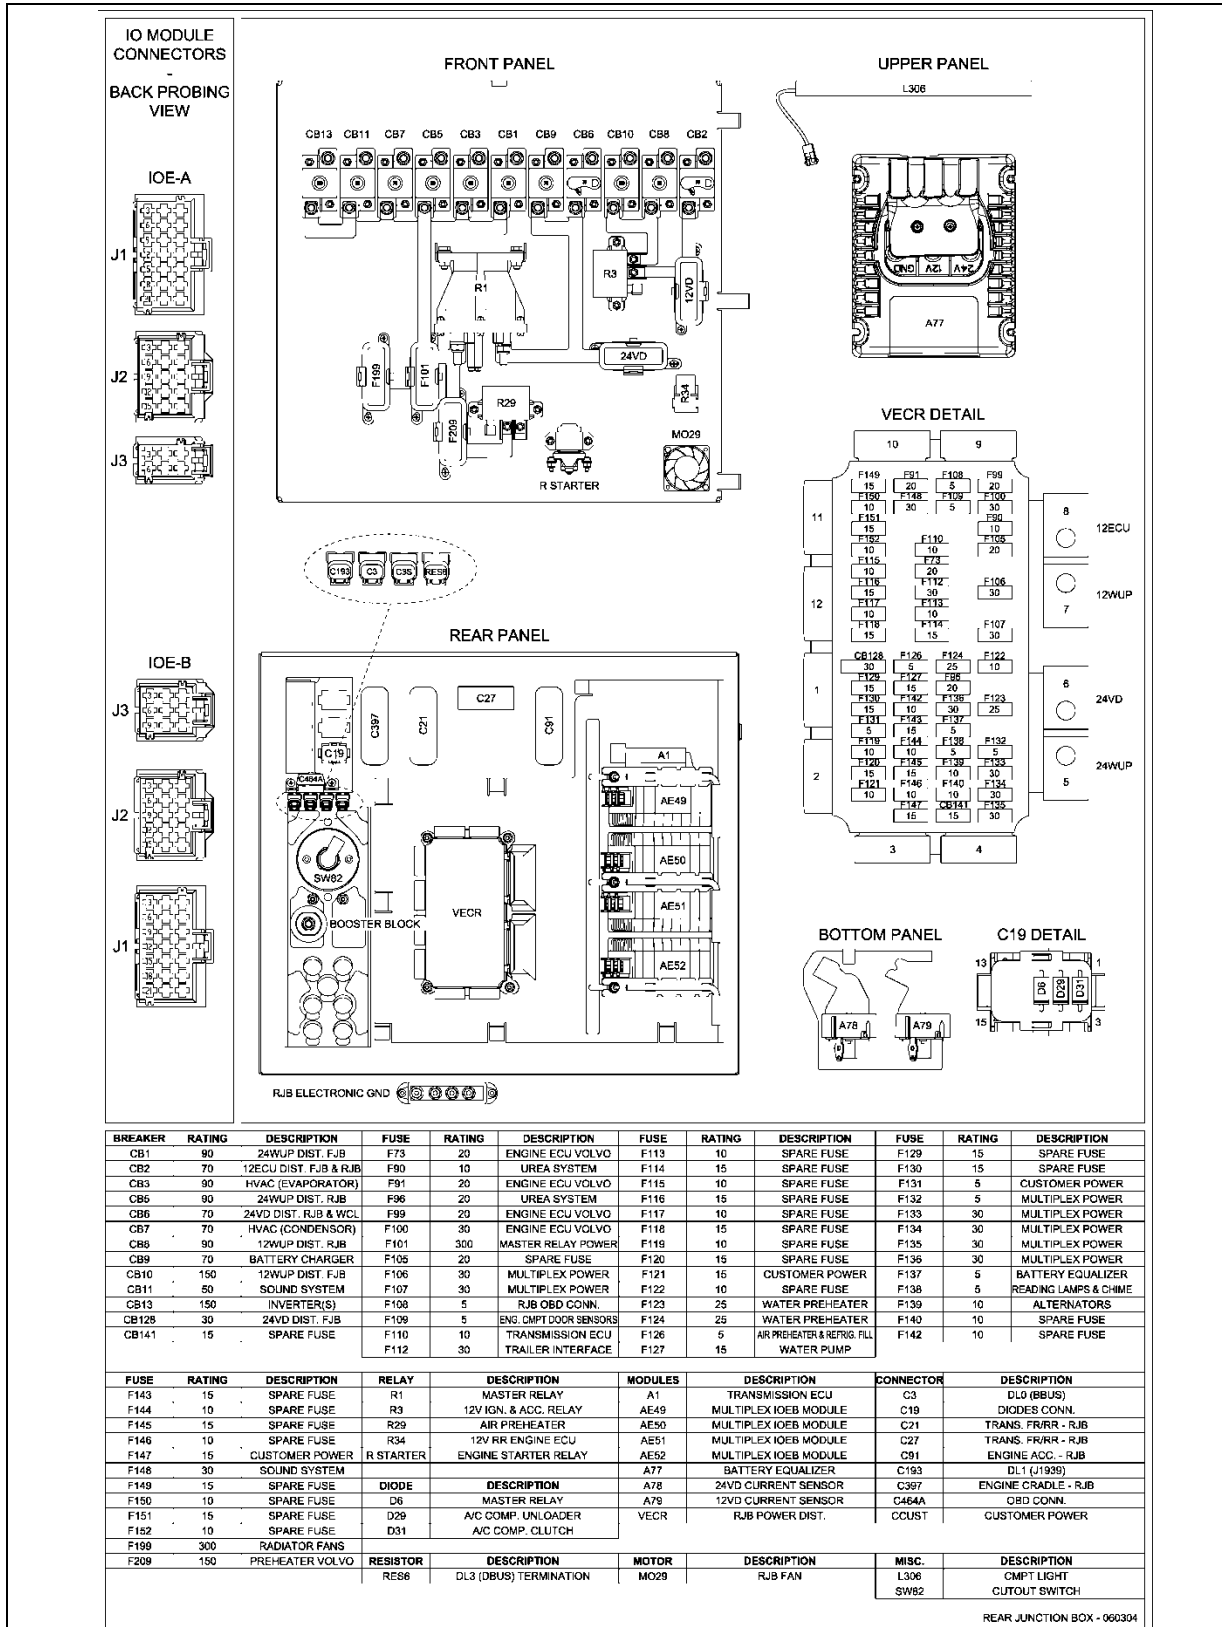 IO MODULE
CONNECTORS
-
BACK PROBING
VIEW
IOE-A
J1
J2
J3
IOE-B
J3
J2
J1
FRONT PANEL
CB13 CB11 CB7 CB5 CB3 CB1 CB9 CB6 CB10 CB8 CB2
R1
R3
12VD
24VD
F199
F101
F209
R29
R34
R STARTER
MO29
UPPER PANEL
L306
GND 12V 24V
A77
C193 C3 RES6
REAR PANEL
C397
C21
C27
C91
C19
C464A
SW82
BOOSTER BLOCK
VECR
A1
AE49
AE50
AE51
AE52
RJB ELECTRONIC GND
VECR DETAIL
10 9
F149 F91 F108 F99
15 20 5 20
F150 F148 F109 F100
10 30 5 30
F151 F90
15 10
F152 F110 F105
10 10 20
F115 F73
10 20
F116 F112 F106
15 30 30
F117 F113
10 10
F118 F114 F107
15 15 30
CB128 F126 F124 F122
30 5 25 10
F129 F127 F96
15 15 20
F130 F142 F136 F123
15 10 30 25
F131 F143 F137
5 15 5
F119 F144 F138 F132
10 10 5 5
F120 F145 F139 F133
15 15 10 30
F121 F146 F140 F134
10 10 10 30
F147 CB141 F135
15 15 30
11
12
1
2
8 12ECU
7 12WUP
6 24VD
5 24WUP
3 4
BOTTOM PANEL
A78 A79
C19 DETAIL
13 1
D6 D29 D31
15 3
BREAKER RATING DESCRIPTION FUSE RATING DESCRIPTION FUSE RATING DESCRIPTION FUSE RATING DESCRIPTION
CB1 90 24WUP DIST. FJB F73 20 ENGINE ECU VOLVO F113 10 SPARE FUSE F129 15 SPARE FUSE
CB2 70 12ECU DIST. FJB & RJB F90 10 UREA SYSTEM F114 15 SPARE FUSE F130 15 SPARE FUSE
CB3 90 HVAC (EVAPORATOR) F91 20 ENGINE ECU VOLVO F115 10 SPARE FUSE F131 5 CUSTOMER POWER
CB5 90 24WUP DIST. RJB F96 20 UREA SYSTEM F116 15 SPARE FUSE F132 5 MULTIPLEX POWER
CB6 70 24VD DIST. RJB & WCL F99 20 ENGINE ECU VOLVO F117 10 SPARE FUSE F133 30 MULTIPLEX POWER
CB7 70 HVAC (CONDENSOR) F100 30 ENGINE ECU VOLVO F118 15 SPARE FUSE F134 30 MULTIPLEX POWER
CB8 90 12WUP DIST. RJB F101 300 MASTER RELAY POWER F119 10 SPARE FUSE F135 30 MULTIPLEX POWER
CB9 70 BATTERY CHARGER F105 20 SPARE FUSE F120 15 SPARE FUSE F136 30 MULTIPLEX POWER
CB10 150 12WUP DIST. FJB F106 30 MULTIPLEX POWER F121 15 CUSTOMER POWER F137 5 BATTERY EQUALIZER
CB11 50 SOUND SYSTEM F107 30 MULTIPLEX POWER F122 10 SPARE FUSE F138 5 READING LAMPS & CHIME
CB13 150 INVERTER(S) F108 5 RJB OBD CONN. F123 25 WATER PREHEATER F139 10 ALTERNATORS
CB128 30 24VD DIST. FJB F109 5 ENG. CMPT DOOR SENSORS F124 25 WATER PREHEATER F140 10 SPARE FUSE
CB141 15 SPARE FUSE F110 10 TRANSMISSION ECU F126 5 AIR PREHEATER & REFRIG. FILL F142 10 SPARE FUSE
F112 30 TRAILER INTERFACE F127 15 WATER PUMP
FUSE RATING DESCRIPTION RELAY DESCRIPTION MODULES DESCRIPTION CONNECTOR DESCRIPTION
F143 15 SPARE FUSE R1 MASTER RELAY A1 TRANSMISSION ECU C3 DL0 (BBUS)
F144 10 SPARE FUSE R3 12V IGN. & ACC. RELAY AE49 MULTIPLEX IOEB MODULE C19 DIODES CONN.
F145 15 SPARE FUSE R29 AIR PREHEATER AE50 MULTIPLEX IOEB MODULE C21 TRANS. FR/RR - RJB
F146 10 SPARE FUSE R34 12V RR ENGINE ECU AE51 MULTIPLEX IOEB MODULE C27 TRANS. FR/RR - RJB
F147 15 CUSTOMER POWER R STARTER ENGINE STARTER RELAY AE52 MULTIPLEX IOEB MODULE C91 ENGINE ACC. - RJB
F148 30 SOUND SYSTEM A77 BATTERY EQUALIZER C193 DL1 (J1939)
F149 15 SPARE FUSE DIODE DESCRIPTION A78 24VD CURRENT SENSOR C397 ENGINE CRADLE - RJB
F150 10 SPARE FUSE D6 MASTER RELAY A79 12VD CURRENT SENSOR C464A OBD CONN.
F151 15 SPARE FUSE D29 A/C COMP. UNLOADER VECR RJB POWER DIST. CCUST CUSTOMER POWER
F152 10 SPARE FUSE D31 A/C COMP. CLUTCH
F199 300 RADIATOR FANS
F209 150 PREHEATER VOLVO RESISTOR DESCRIPTION MOTOR DESCRIPTION MISC. DESCRIPTION
RES6 DL3 (DBUS) TERMINATION MO29 RJB FAN L306 CMPT LIGHT
SW82 CUTOUT SWITCH
REAR JUNCTION BOX - 060304